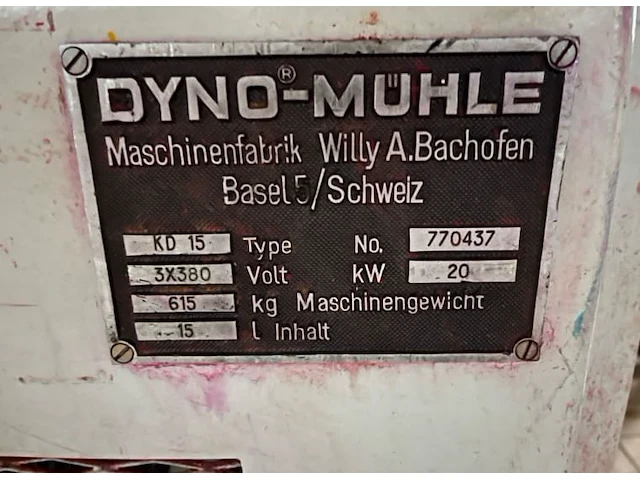 DYNO®-MÜHLE
Maschinenfabrik Willy A. Bachofen
Basel 5/Schweiz
KD 15 Type No. 770437
3X380 Volt kW 20
615 kg Maschinengewicht
15 l Inhalt